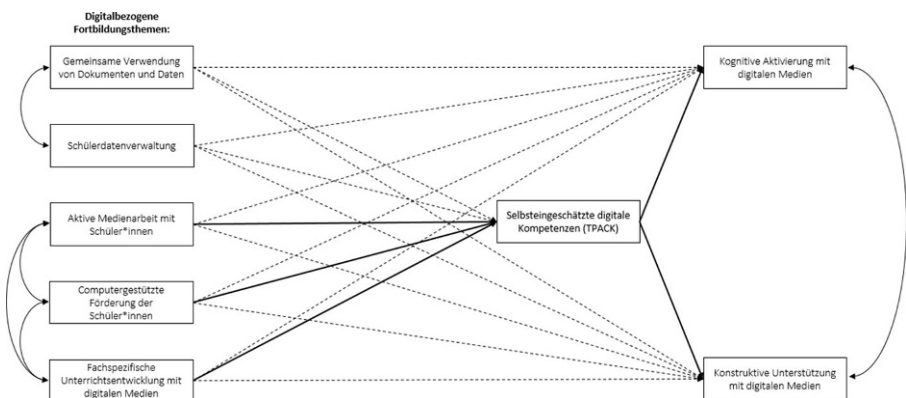 Digitalbezogene
Fortbildungsthemen:
Gemeinsame Verwendung
von Dokumenten und Daten
Schülerdatenverwaltung
Aktive Medienarbeit mit
Schüler*innen
Computergestützte
Förderung der
Schüler*innen
Fachspezifische
Unterrichtsentwicklung mit
digitalen Medien
Selbsteingeschätzte digitale
Kompetenzen (TPACK)
Kognitive Aktivierung mit
digitalen Medien
Konstruktive Unterstützung
mit digitalen Medien